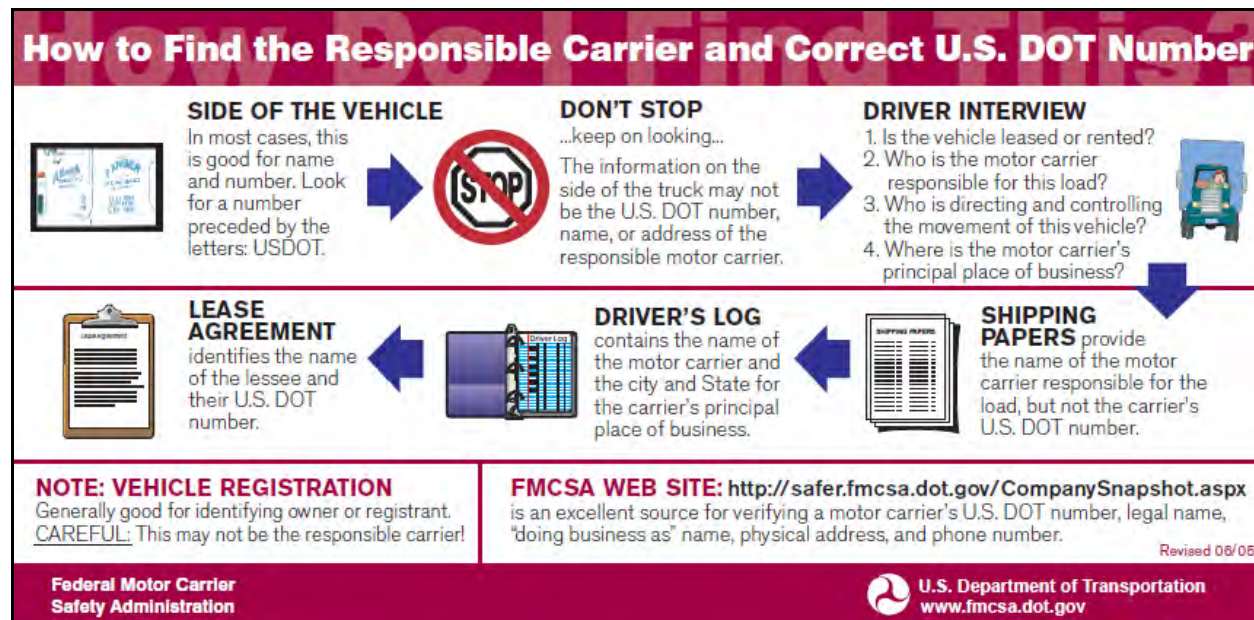 How to Find the Responsible Carrier and Correct U.S. DOT Number
How Do I Find This?
SIDE OF THE VEHICLE
In most cases, this
is good for name
and number. Look
for a number
preceded by the
letters: USDOT.
STOP
DON'T STOP
...keep on looking...
The information on the
side of the truck may not
be the U.S. DOT number,
name, or address of the
responsible motor carrier.
DRIVER INTERVIEW
1. Is the vehicle leased or rented?
2. Who is the motor carrier
responsible for this load?
3. Who is directing and controlling
the movement of this vehicle?
4. Where is the motor carrier's
principal place of business?
SHIPPING PAPERS
SHIPPING
PAPERS provide
the name of the motor
carrier responsible for the
load, but not the carrier's
U.S. DOT number.
Driver Log
DRIVER'S LOG
contains the name of
the motor carrier and
the city and State for
the carrier's principal
place of business.
Lease Agreement
LEASE
AGREEMENT
identifies the name
of the lessee and
their U.S. DOT
number.
NOTE: VEHICLE REGISTRATION
Generally good for identifying owner or registrant.
CAREFUL: This may not be the responsible carrier!
FMCSA WEB SITE: http://safer.fmcsa.dot.gov/CompanySnapshot.aspx
is an excellent source for verifying a motor carrier's U.S. DOT number, legal name,
"doing business as" name, physical address, and phone number.
Revised 06/08
Federal Motor Carrier
Safety Administration
U.S. Department of Transportation
www.fmcsa.dot.gov